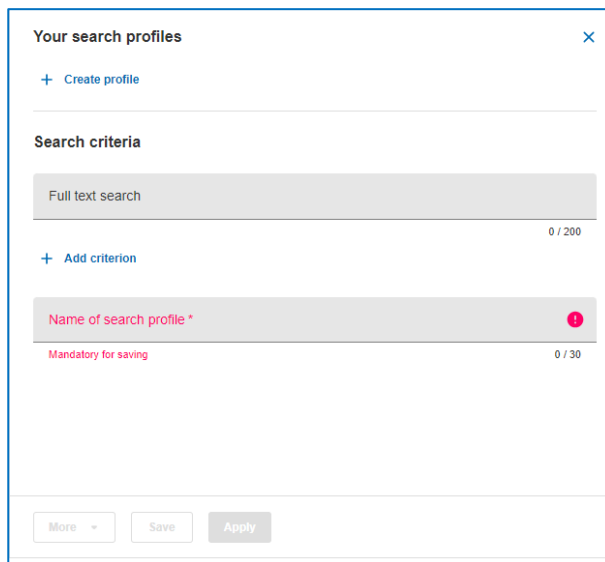 Your search profiles
Create profile
Search criteria
Full text search
0 / 200
Add criterion
Name of search profile *
Mandatory for saving
0 / 30
More
Save
Apply